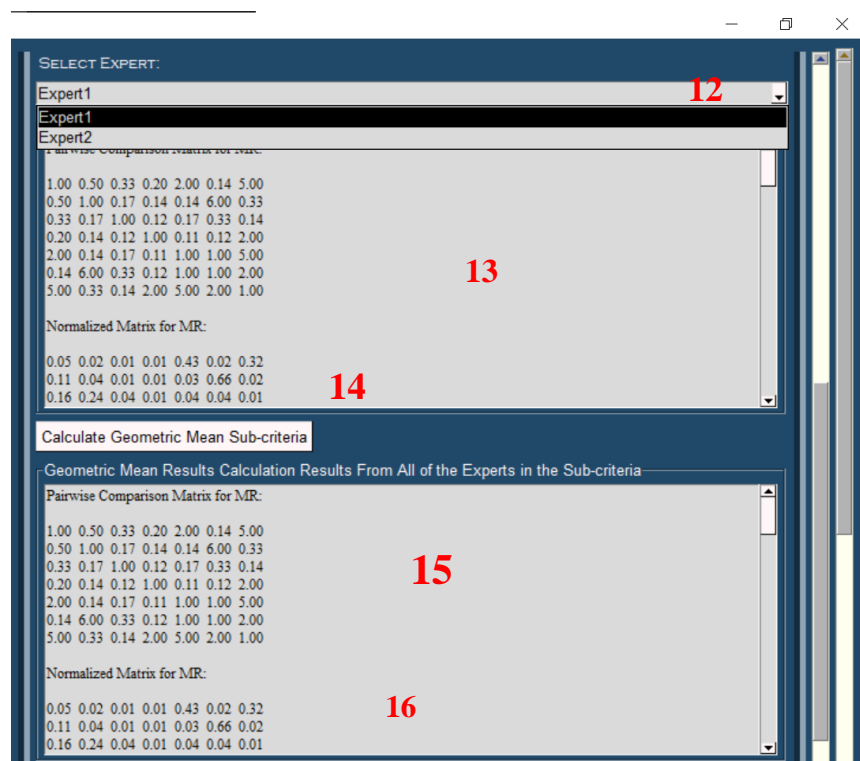 SELECT EXPERT:
Expert1 12
Expert1
Expert2
Pairwise Comparison Matrix for MR:
1.00 0.50 0.33 0.20 2.00 0.14 5.00
0.50 1.00 0.17 0.14 0.14 6.00 0.33
0.33 0.17 1.00 0.12 0.17 0.33 0.14
0.20 0.14 0.12 1.00 0.11 0.12 2.00
2.00 0.14 0.17 0.11 1.00 1.00 5.00
0.14 6.00 0.33 0.12 1.00 1.00 2.00
5.00 0.33 0.14 2.00 5.00 2.00 1.00
13
Normalized Matrix for MR:
0.05 0.02 0.01 0.01 0.43 0.02 0.32
0.11 0.04 0.01 0.01 0.03 0.66 0.02
0.16 0.24 0.04 0.01 0.04 0.04 0.01
14
Calculate Geometric Mean Sub-criteria
Geometric Mean Results Calculation Results From All of the Experts in the Sub-criteria
Pairwise Comparison Matrix for MR:
1.00 0.50 0.33 0.20 2.00 0.14 5.00
0.50 1.00 0.17 0.14 0.14 6.00 0.33
0.33 0.17 1.00 0.12 0.17 0.33 0.14
0.20 0.14 0.12 1.00 0.11 0.12 2.00
2.00 0.14 0.17 0.11 1.00 1.00 5.00
0.14 6.00 0.33 0.12 1.00 1.00 2.00
5.00 0.33 0.14 2.00 5.00 2.00 1.00
15
Normalized Matrix for MR:
0.05 0.02 0.01 0.01 0.43 0.02 0.32
0.11 0.04 0.01 0.01 0.03 0.66 0.02
0.16 0.24 0.04 0.01 0.04 0.04 0.01
16